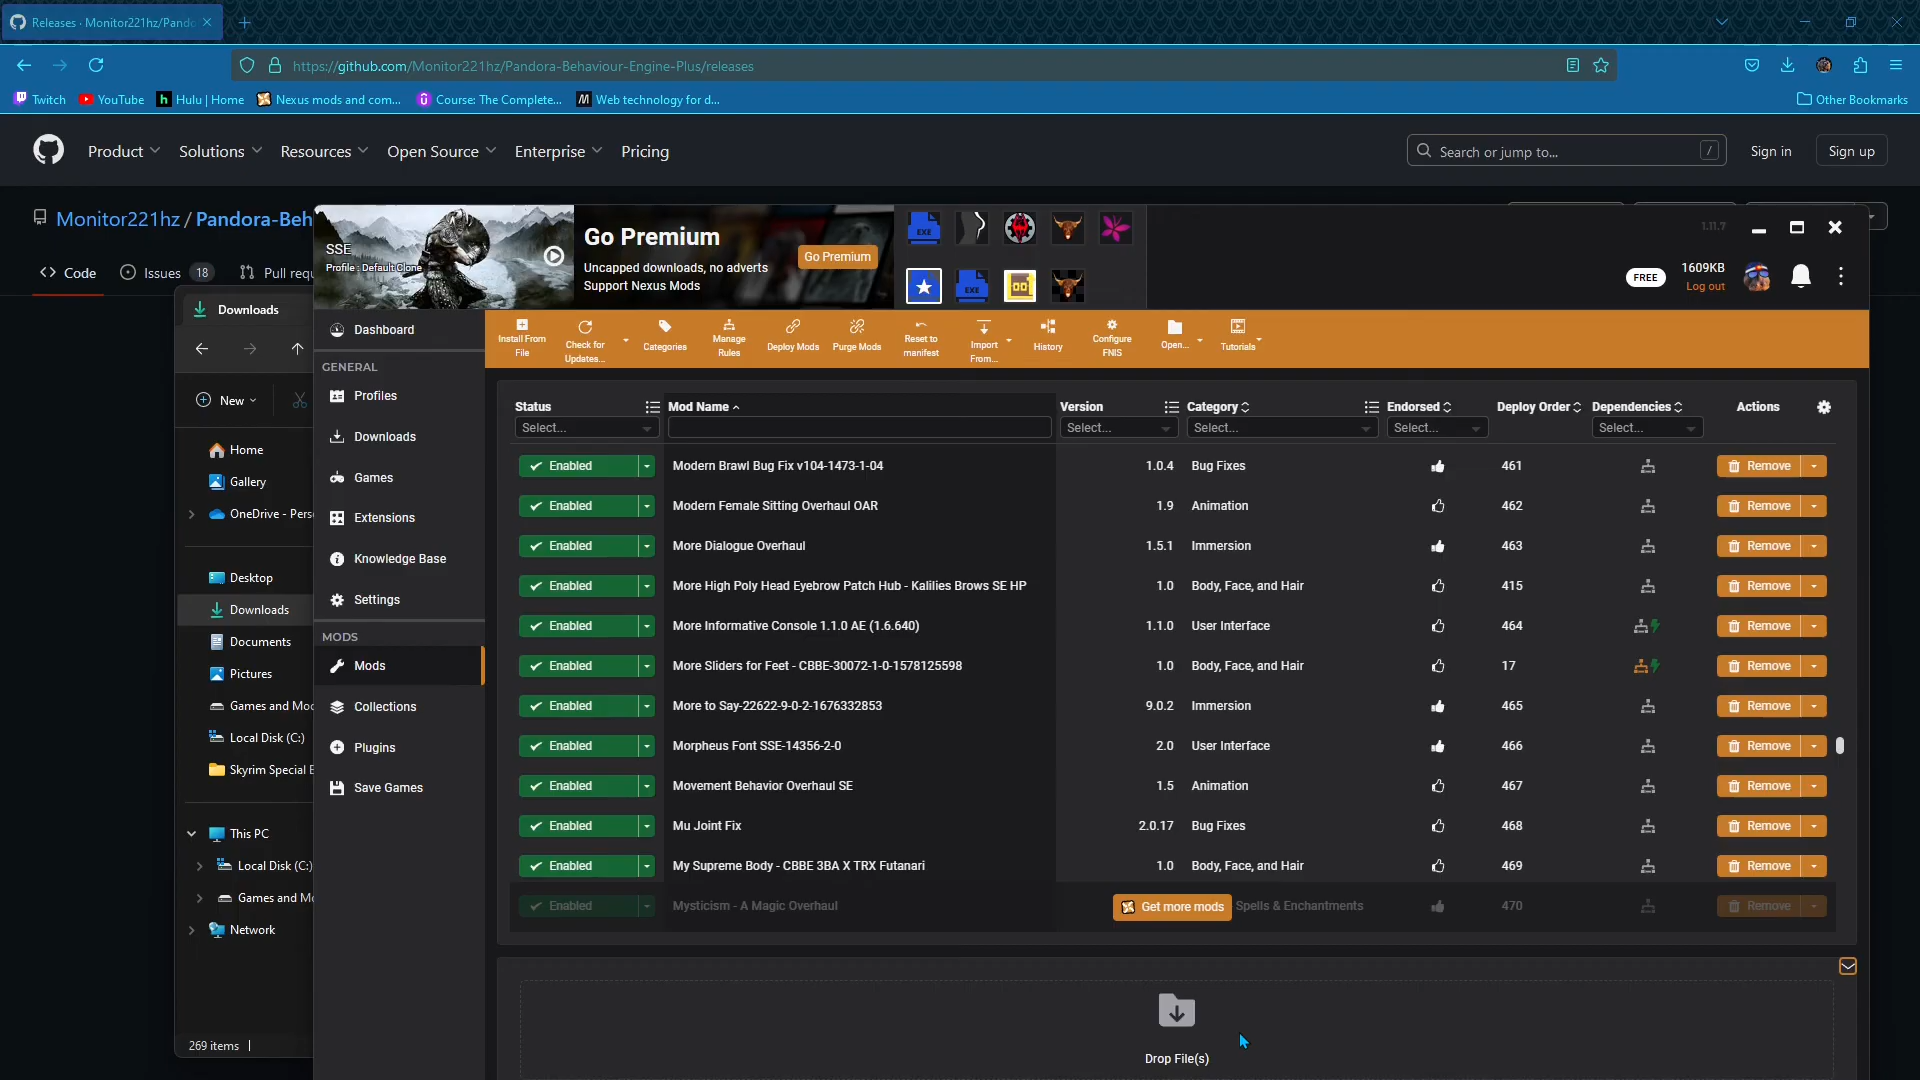 Releases · Monitor221hz/Pando
https://github.com/Monitor221hz/Pandora-Behaviour-Engine-Plus/releases
Twitch
YouTube
Hulu | Home
Nexus mods and com...
Course: The Complete...
Web technology for d...
Other Bookmarks
Product
Solutions
Resources
Open Source
Enterprise
Pricing
Search or jump to...
/
Sign in
Sign up
Monitor221hz / Pandora-Beh
Code
Issues 18
Pull requ
Downloads
New
Home
Gallery
OneDrive - Pers
Desktop
Downloads
Documents
Pictures
Games and Mod
Local Disk (C:)
Skyrim Special E
This PC
Local Disk (C:)
Games and Mo
Network
269 items
SSE
Profile : Default Clone
Go Premium
Uncapped downloads, no adverts
Support Nexus Mods
Go Premium
EXE
EXE
1.11.7
FREE
1609KB
Log out
Dashboard
GENERAL
Profiles
Downloads
Games
Extensions
Knowledge Base
Settings
MODS
Mods
Collections
Plugins
Save Games
Install From File
Check for Updates...
Categories
Manage Rules
Deploy Mods
Purge Mods
Reset to manifest
Import From...
History
Configure FNIS
Open...
Tutorials
Status Mod Name Version Category Endorsed Deploy Order Dependencies Actions
Select... Select... Select... Select... Select...
Enabled Modern Brawl Bug Fix v104-1473-1-04 1.0.4 Bug Fixes 461 Remove
Enabled Modern Female Sitting Overhaul OAR 1.9 Animation 462 Remove
Enabled More Dialogue Overhaul 1.5.1 Immersion 463 Remove
Enabled More High Poly Head Eyebrow Patch Hub - Kalilies Brows SE HP 1.0 Body, Face, and Hair 415 Remove
Enabled More Informative Console 1.1.0 AE (1.6.640) 1.1.0 User Interface 464 Remove
Enabled More Sliders for Feet - CBBE-30072-1-0-1578125598 1.0 Body, Face, and Hair 17 Remove
Enabled More to Say-22622-9-0-2-1676332853 9.0.2 Immersion 465 Remove
Enabled Morpheus Font SSE-14356-2-0 2.0 User Interface 466 Remove
Enabled Movement Behavior Overhaul SE 1.5 Animation 467 Remove
Enabled Mu Joint Fix 2.0.17 Bug Fixes 468 Remove
Enabled My Supreme Body - CBBE 3BA X TRX Futanari 1.0 Body, Face, and Hair 469 Remove
Enabled Mysticism - A Magic Overhaul Get more mods Spells & Enchantments 470 Remove
Drop File(s)